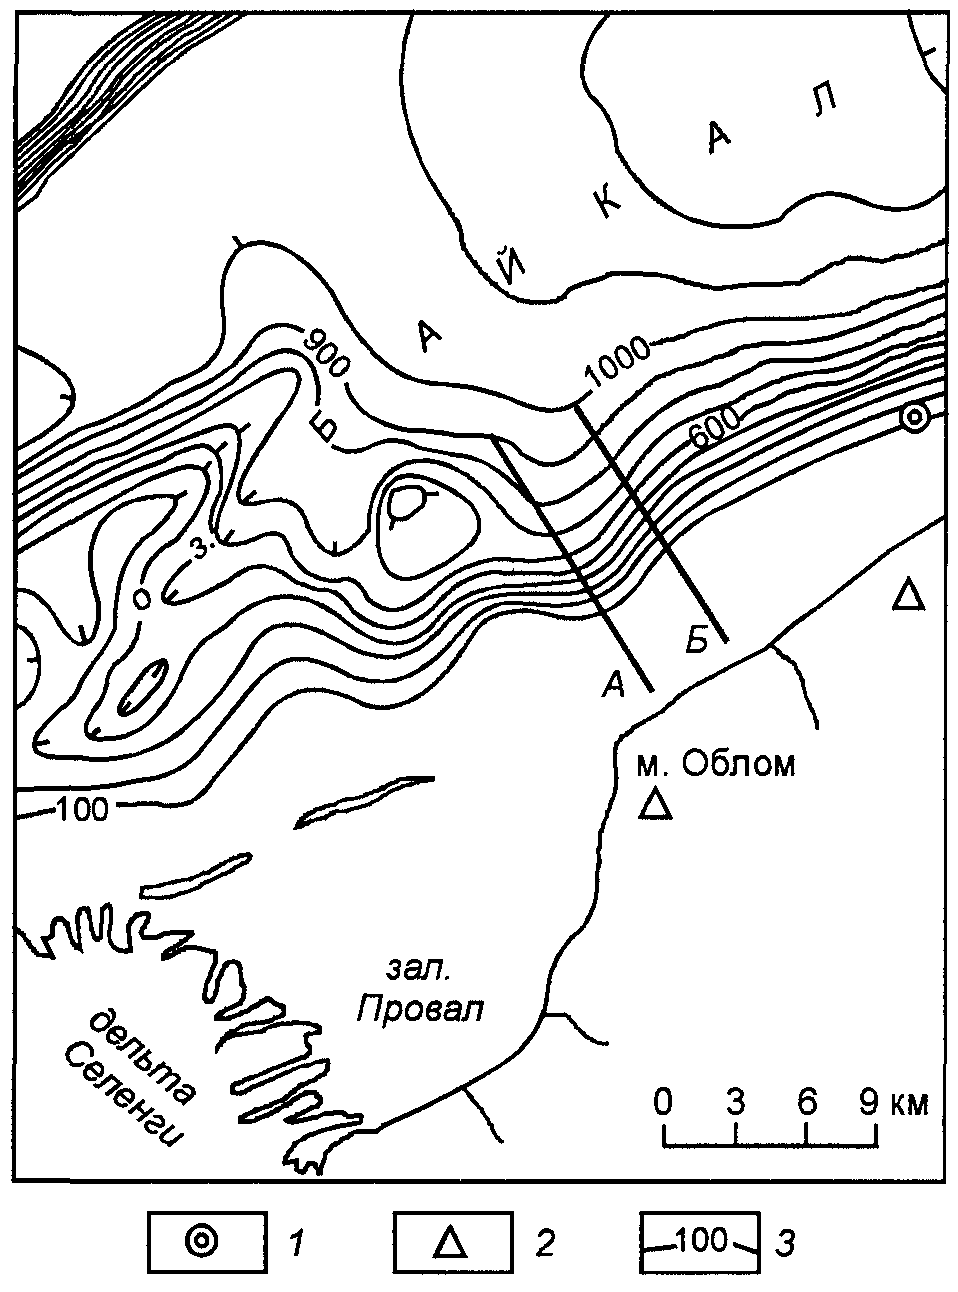 Б А Й К А Л
900
1000
600
о. З.
А
Б
м. Облом
100
зал.
Провал
дельта
Селенги
0 3 6 9 км
1
2
100 3